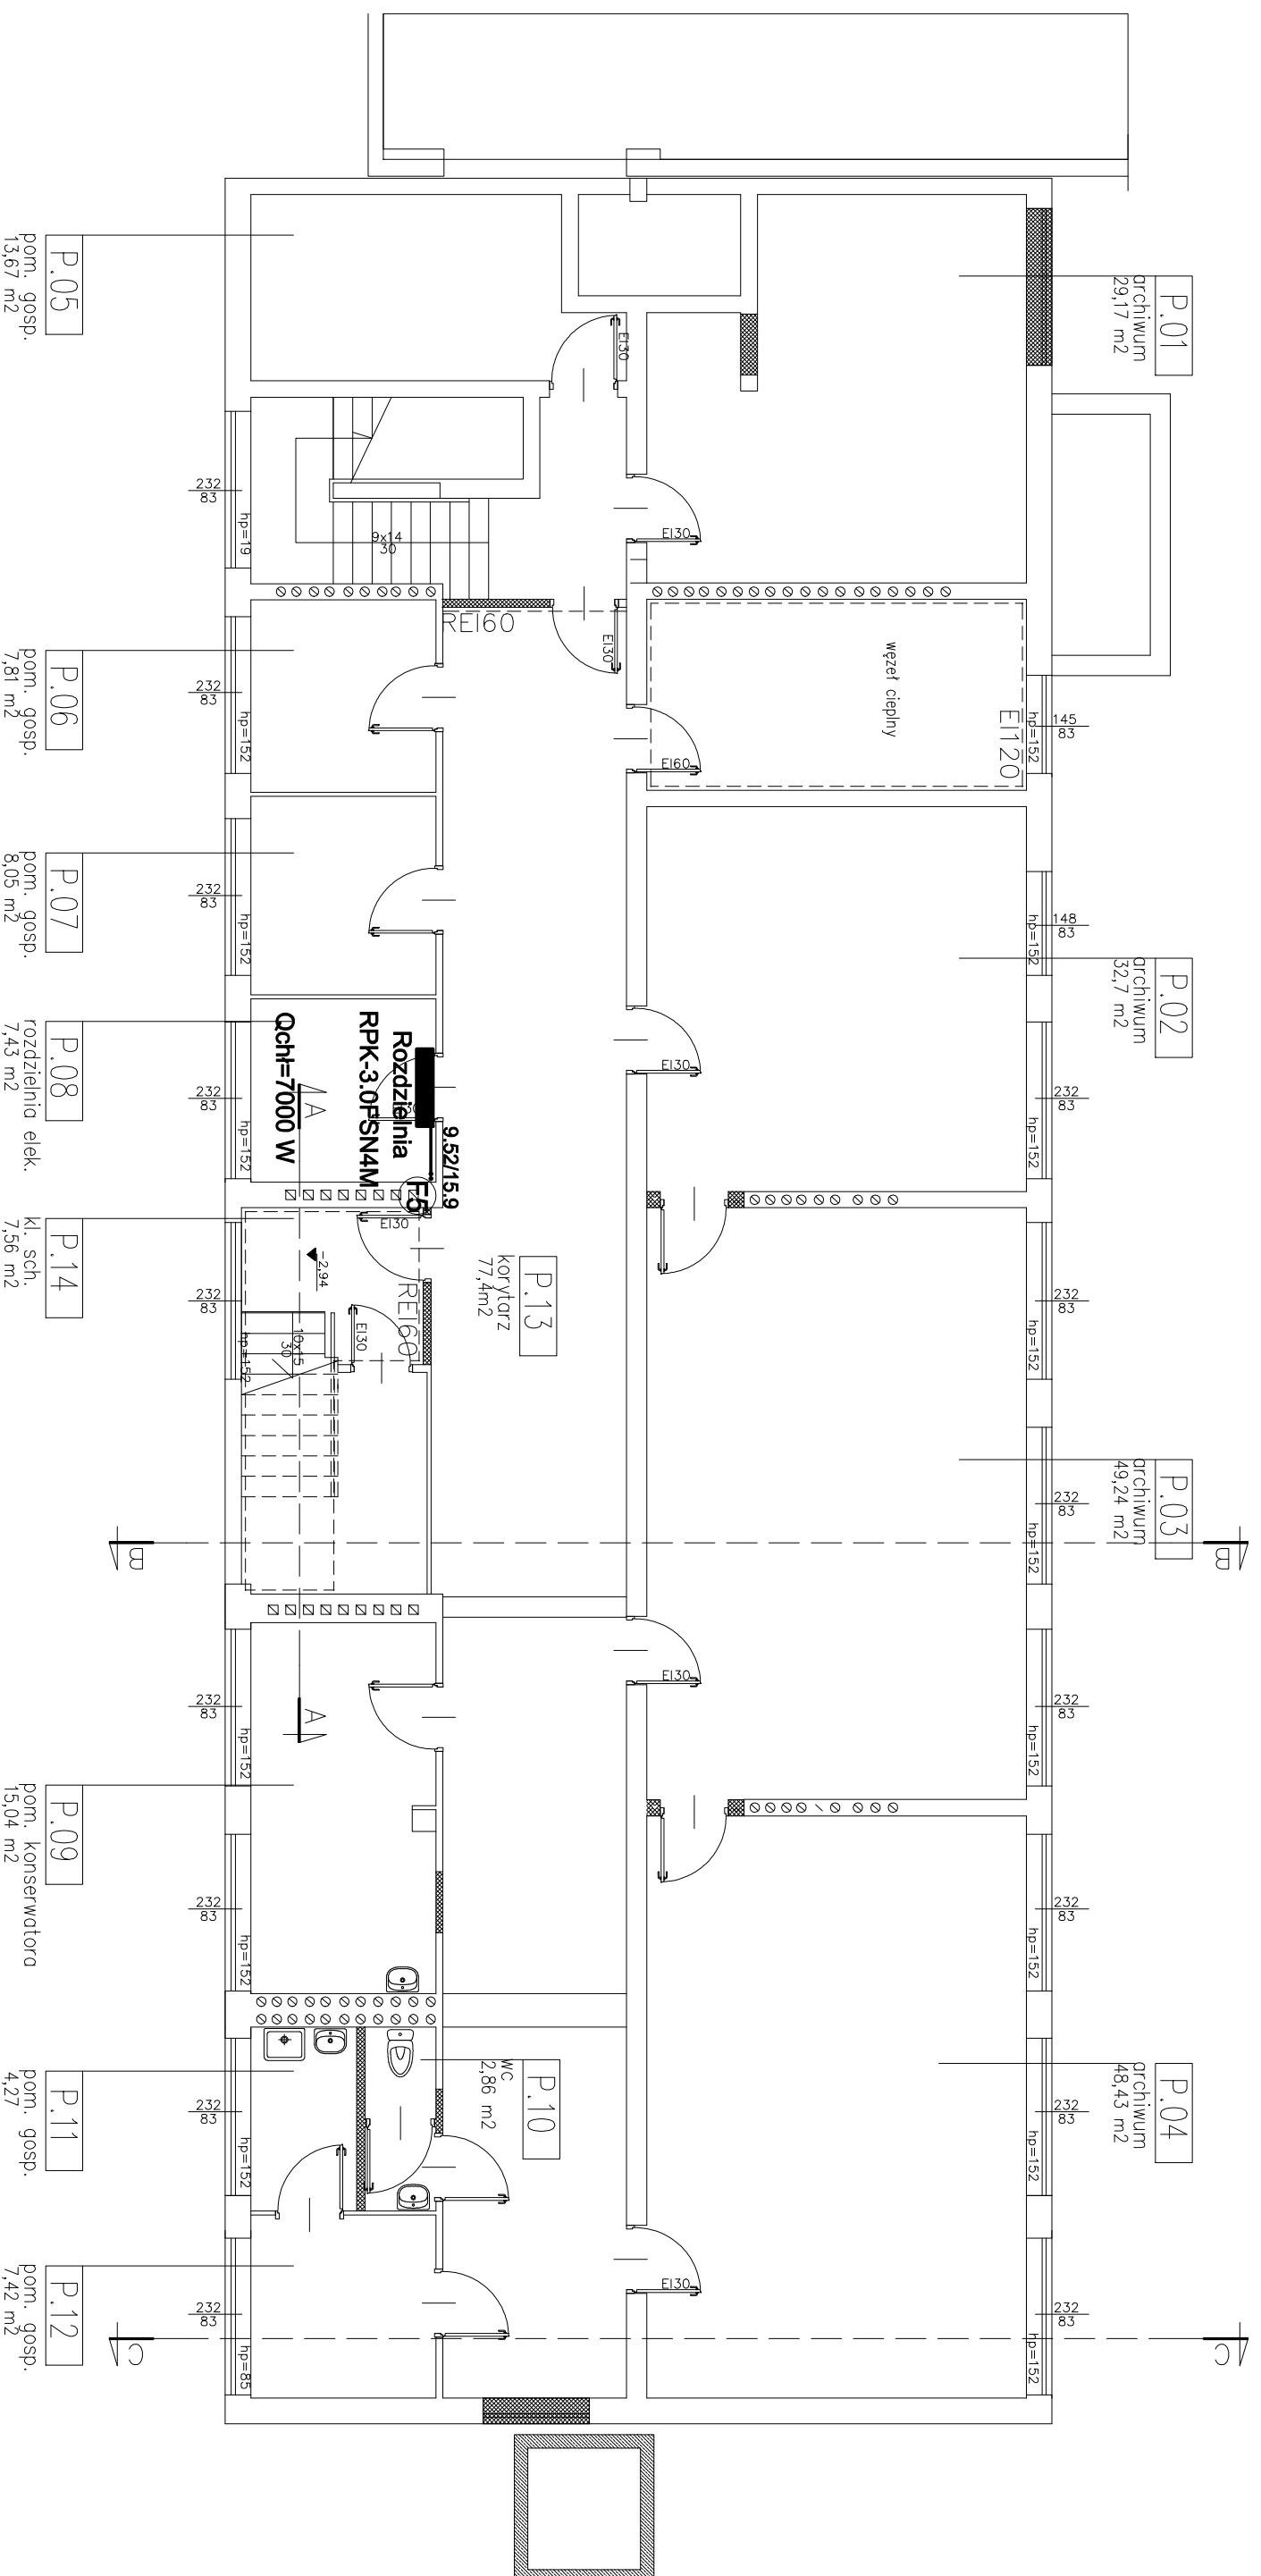 P.01
archiwum
29,17 m2
P.02
archiwum
32,7 m2
P.03
archiwum
49,24 m2
P.04
archiwum
48,43 m2
145
83
hp=152
148
83
hp=152
232
83
hp=152
232
83
232
83
hp=152
232
83
hp=152
232
83
hp=152
232
83
232
83
hp=152
B
C
EI120
węzeł cieplny
EI30
EI60
EI30
EI30
EI30
EI30
EI30
REI60
P.13
korytarz
77,4m2
P.10
wc
2,86 m2
9.52/15.9
F5
Rozdzielnia
RPK-3.0FSN4M
Qchł=7000 W
EI30
EI30
REI60
EI30
-2,94
10x15
30
9x14
30
A
A
hp=19
hp=152
hp=152
hp=152
hp=152
hp=152
hp=152
hp=152
hp=85
232
83
232
83
232
83
232
83
232
83
232
83
232
83
232
83
232
83
B
C
P.05
pom. gosp.
13,67 m2
P.06
pom. gosp.
7,81 m2
P.07
pom. gosp.
8,05 m2
P.08
rozdzielnia elek.
7,43 m2
P.14
kl. sch.
7,56 m2
P.09
pom. konserwatora
15,04 m2
P.11
pom. gosp.
4,27
P.12
pom. gosp.
7,42 m2